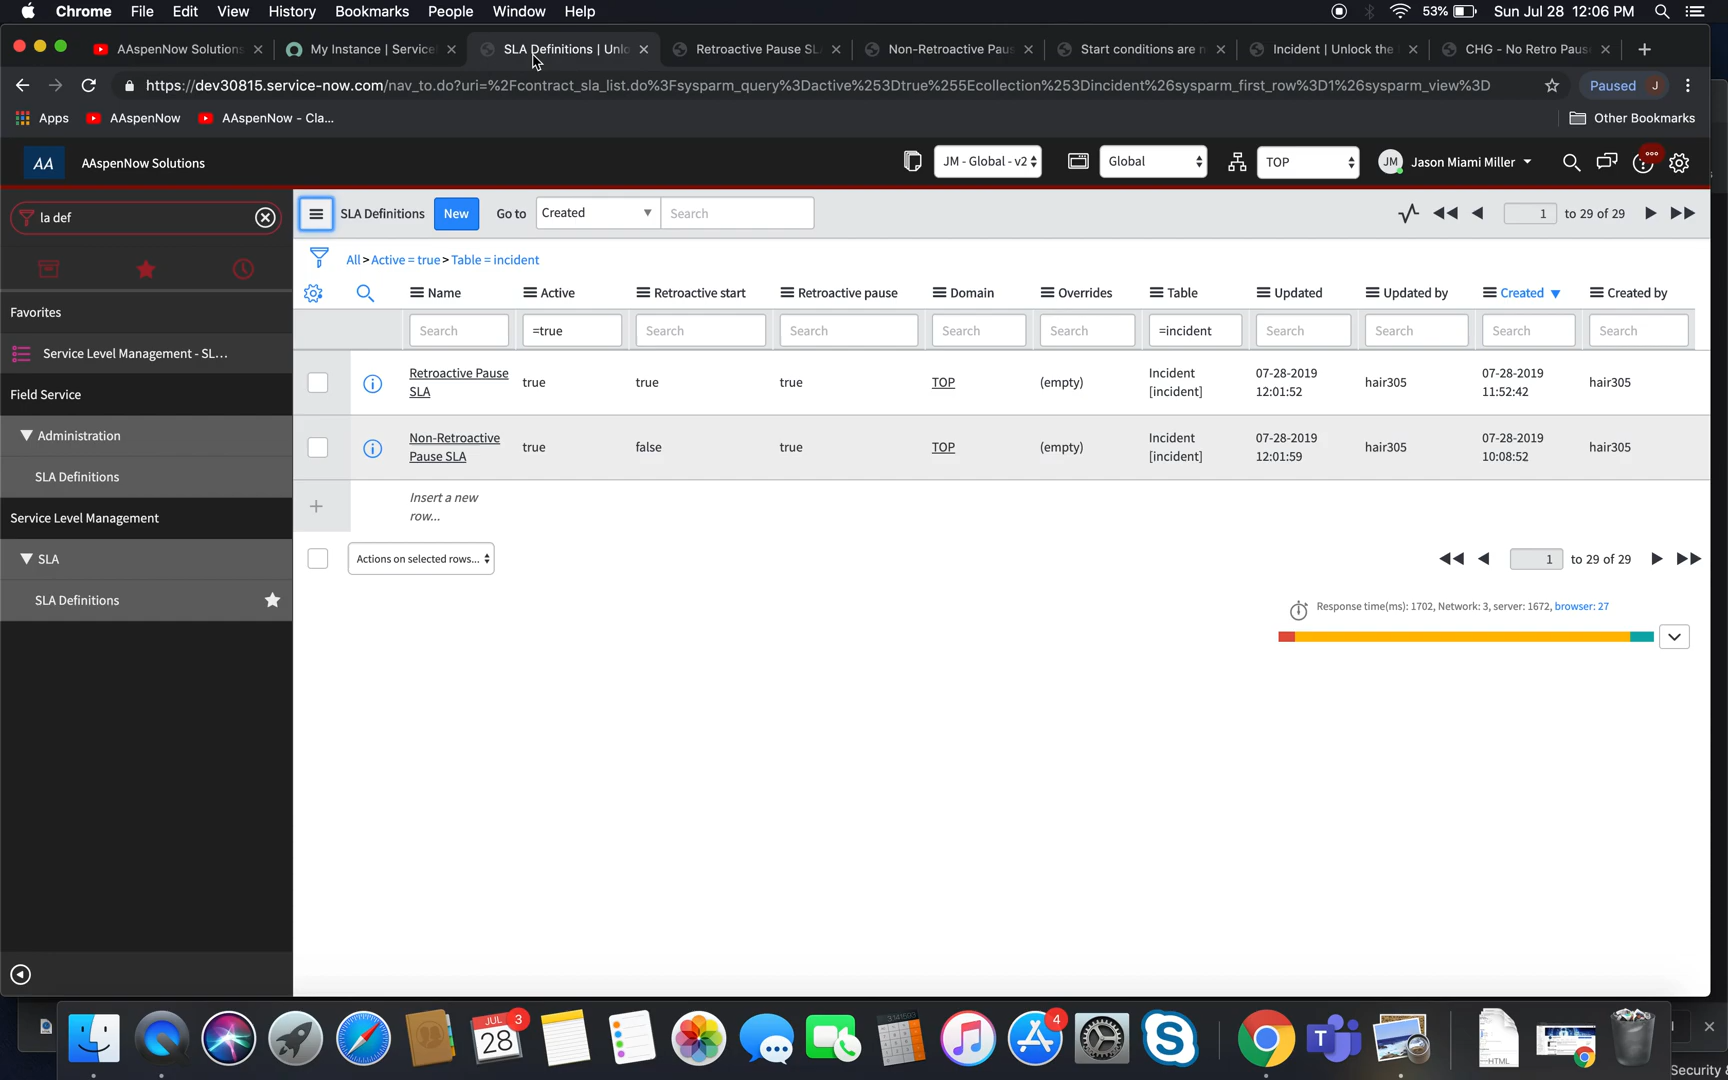 Chrome File Edit View History Bookmarks People Window Help 53% Sun Jul 28 12:06 PM
AAspenNow Solutions My Instance | Service SLA Definitions | Unlo Retroactive Pause SL Non-Retroactive Paus Start conditions are n Incident | Unlock the CHG - No Retro Paus
https://dev30815.service-now.com/nav_to.do?uri=%2Fcontract_sla_list.do%3Fsysparm_query%3Dactive%253Dtrue%255Ecollection%253Dincident%26sysparm_first_row%3D1%26sysparm_view%3D Paused J
Apps AAspenNow AAspenNow - Cla... Other Bookmarks
AA AAspenNow Solutions JM - Global - v2 Global TOP JM Jason Miami Miller
la def
SLA Definitions New Go to Created Search 1 to 29 of 29
All > Active = true > Table = incident
Name Active Retroactive start Retroactive pause Domain Overrides Table Updated Updated by Created Created by
Search =true Search Search Search Search =incident Search Search Search Search
Favorites
Service Level Management - SL...
Field Service
Administration
SLA Definitions
Service Level Management
SLA
SLA Definitions
Retroactive Pause SLA true true true TOP (empty) Incident [incident] 07-28-2019 12:01:52 hair305 07-28-2019 11:52:42 hair305
Non-Retroactive Pause SLA true false true TOP (empty) Incident [incident] 07-28-2019 12:01:59 hair305 07-28-2019 10:08:52 hair305
Insert a new row...
Actions on selected rows... 1 to 29 of 29
Response time(ms): 1702, Network: 3, server: 1672, browser: 27
JUL 28 3 4
HTML
Security